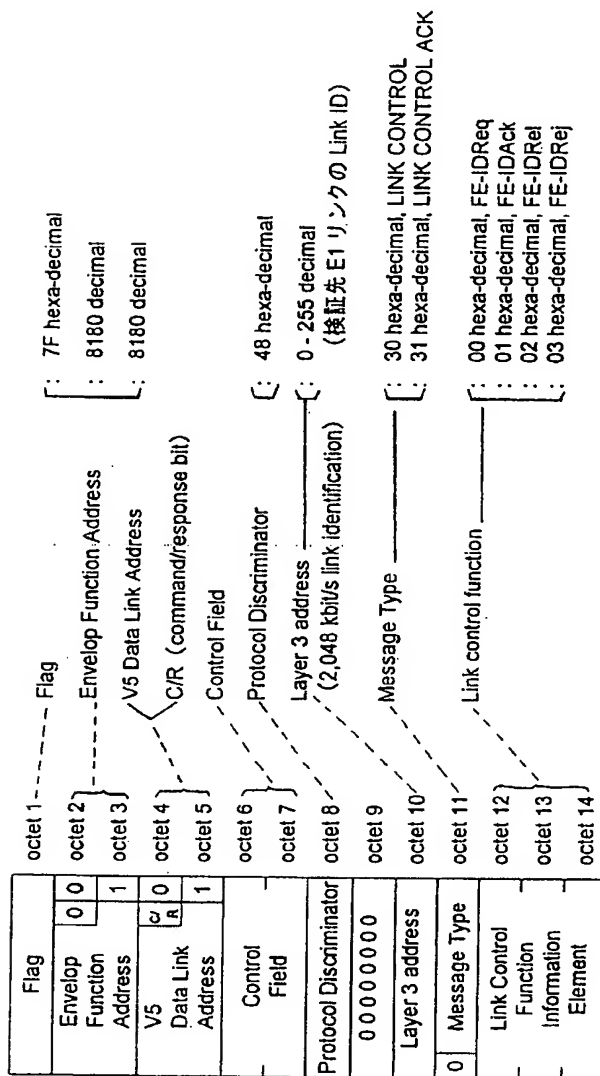 Flag
Envelop
Function
Address
0 0
1
V5
Data Link
Address
C/R 0
1
Control
Field
Protocol Discriminator
0 0 0 0 0 0 0 0
Layer 3 address
0 Message Type
Link Control
Function
Information
Element
octet 1
octet 2
octet 3
octet 4
octet 5
octet 6
octet 7
octet 8
octet 9
octet 10
octet 11
octet 12
octet 13
octet 14
Flag
Envelop Function Address
V5 Data Link Address
C/R (command/response bit)
Control Field
Protocol Discriminator
Layer 3 address
(2,048 kbit/s link identification)
Message Type
Link control function
: 7F hexa-decimal
: 8180 decimal
: 8180 decimal
: 48 hexa-decimal
: 0 - 255 decimal
(検証先 E1 リンクの Link ID)
: 30 hexa-decimal, LINK CONTROL
: 31 hexa-decimal, LINK CONTROL ACK
: 00 hexa-decimal, FE-IDReq
: 01 hexa-decimal, FE-IDAck
: 02 hexa-decimal, FE-IDRel
: 03 hexa-decimal, FE-IDRej